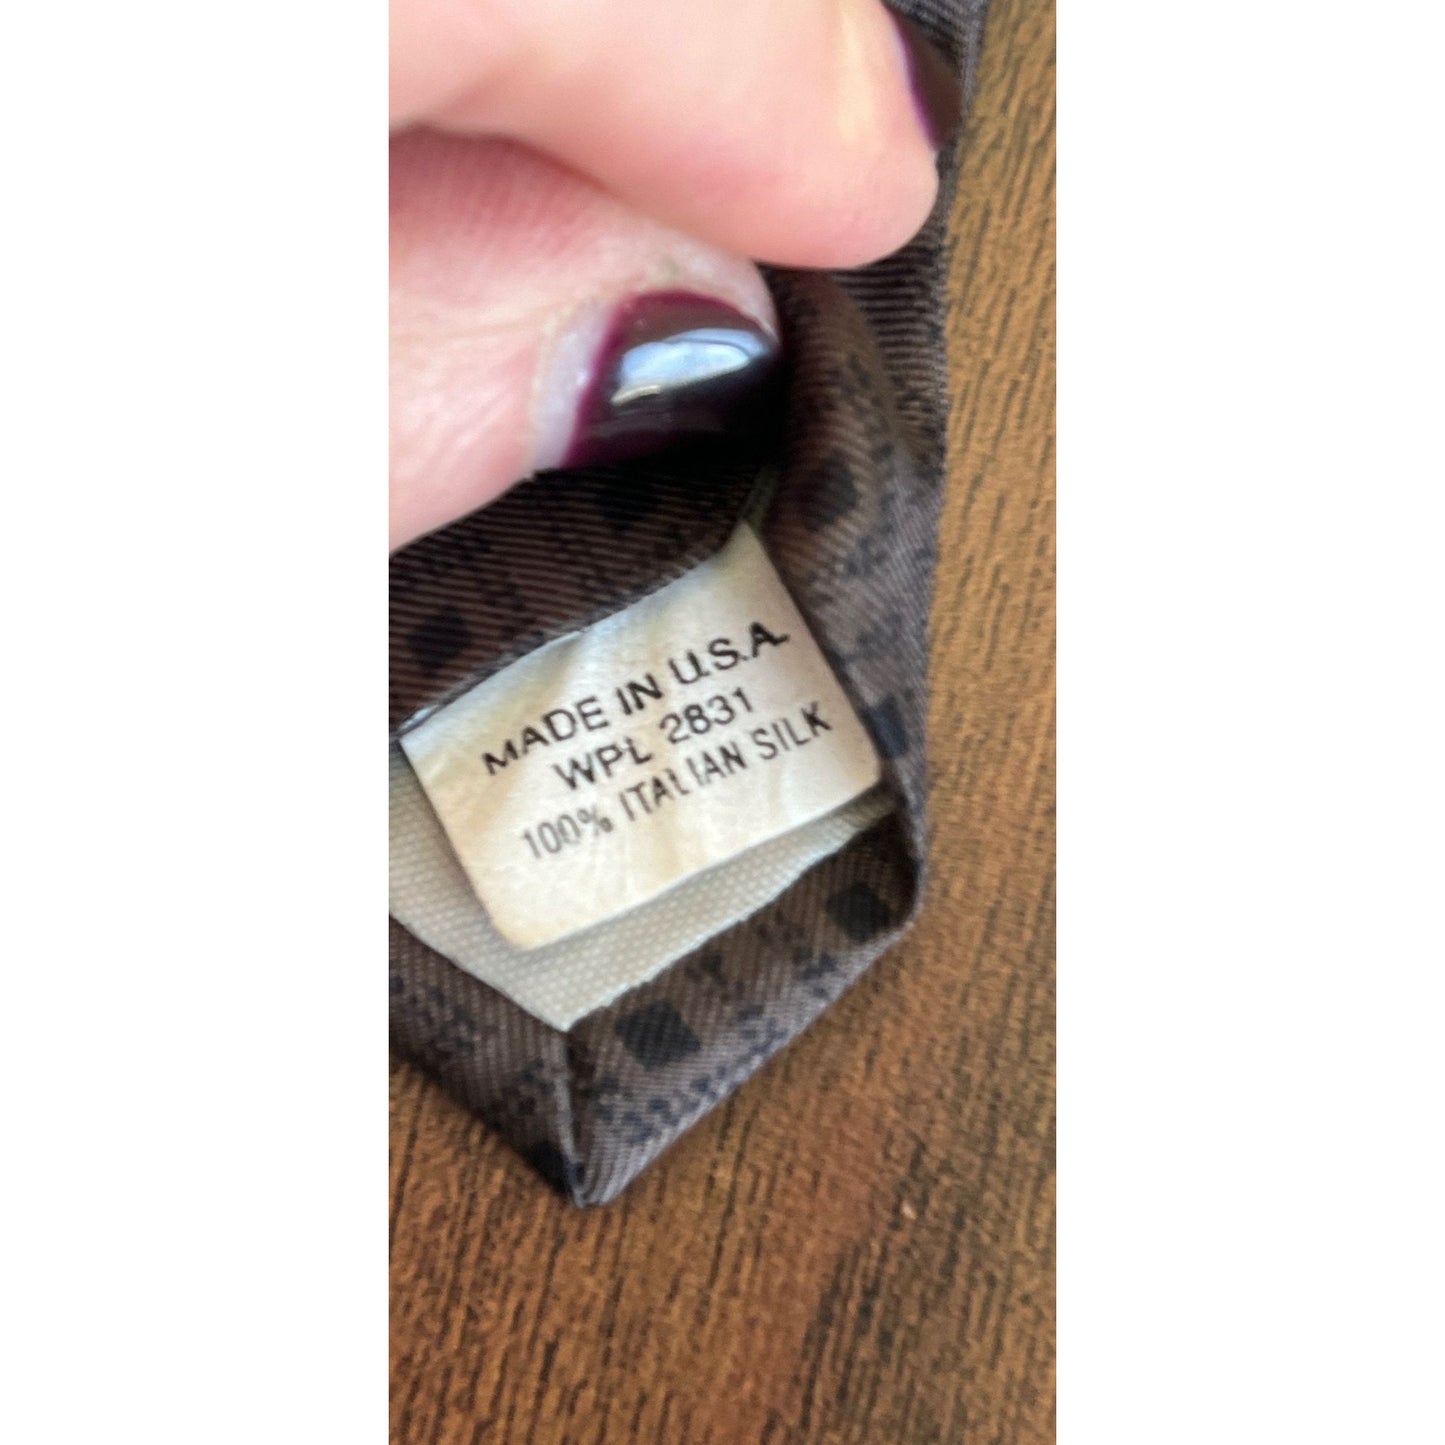 MADE IN U.S.A.
WPL 2831
100% ITALIAN SILK